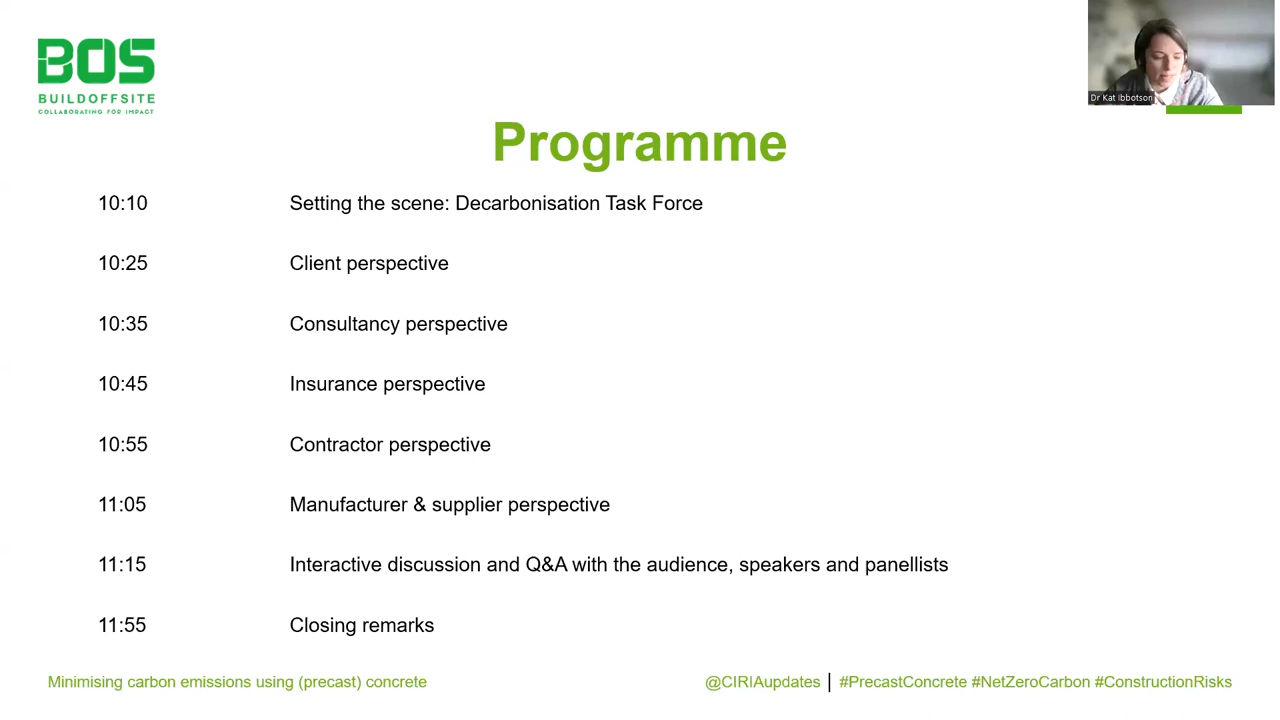 BOS
BUILDOFFSITE
COLLABORATING FOR IMPACT
Dr Kat Ibbotson
Programme
10:10 Setting the scene: Decarbonisation Task Force
10:25 Client perspective
10:35 Consultancy perspective
10:45 Insurance perspective
10:55 Contractor perspective
11:05 Manufacturer & supplier perspective
11:15 Interactive discussion and Q&A with the audience, speakers and panellists
11:55 Closing remarks
Minimising carbon emissions using (precast) concrete
@CIRIAupdates | #PrecastConcrete #NetZeroCarbon #ConstructionRisks